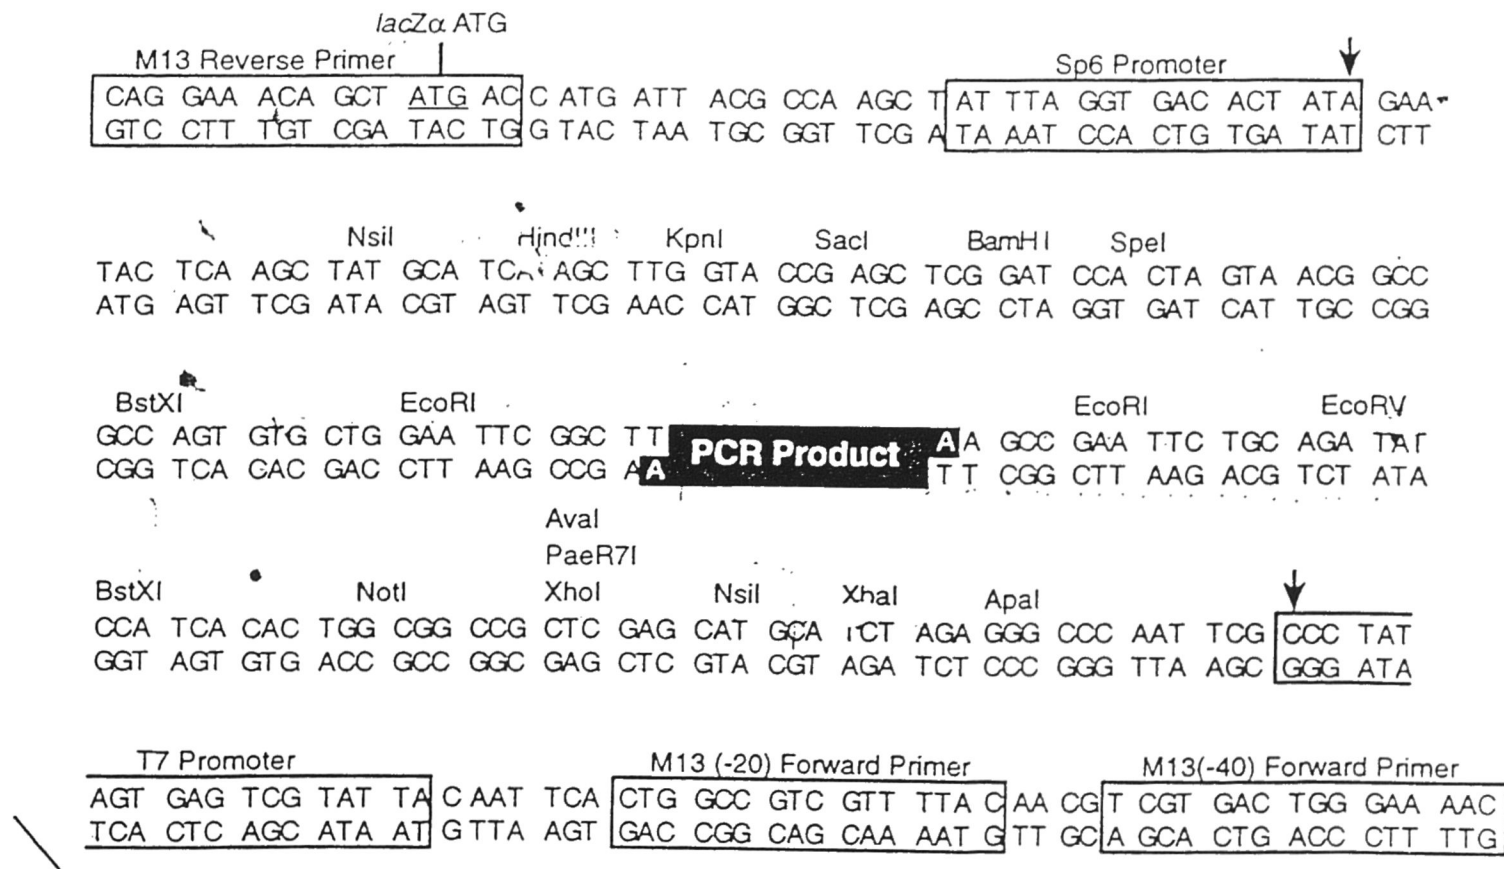 lacZα ATG
M13 Reverse Primer
Sp6 Promoter
CAG GAA ACA GCT ATG AC C ATG ATT ACG CCA AGC T AT TTA GGT GAC ACT ATA GAA
GTC CTT TGT CGA TAC TG G TAC TAA TGC GGT TCG A TA AAT CCA CTG TGA TAT CTT
NsiI HindIII KpnI SacI BamH I SpeI
TAC TCA AGC TAT GCA TCA AGC TTG GTA CCG AGC TCG GAT CCA CTA GTA ACG GCC
ATG AGT TCG ATA CGT AGT TCG AAC CAT GGC TCG AGC CTA GGT GAT CAT TGC CGG
BstXI EcoRI EcoRI EcoRV
GCC AGT GTG CTG GAA TTC GGC TT PCR Product A A GCC GAA TTC TGC AGA TAT
CGG TCA CAC GAC CTT AAG CCG A A T T CGG CTT AAG ACG TCT ATA
AvaI
PaeR7I
BstXI NotI XhoI NsiI XhaI ApaI
CCA TCA CAC TGG CGG CCG CTC GAG CAT GCA TCT AGA GGG CCC AAT TCG CCC TAT
GGT AGT GTG ACC GCC GGC GAG CTC GTA CGT AGA TCT CCC GGG TTA AGC GGG ATA
T7 Promoter M13 (-20) Forward Primer M13(-40) Forward Primer
AGT GAG TCG TAT TA C AAT TCA CTG GCC GTC GTT TTA C AA CG T CGT GAC TGG GAA AAC
TCA CTC AGC ATA AT G TTA AGT GAC CGG CAG CAA AAT G TT GC A GCA CTG ACC CTT TTG